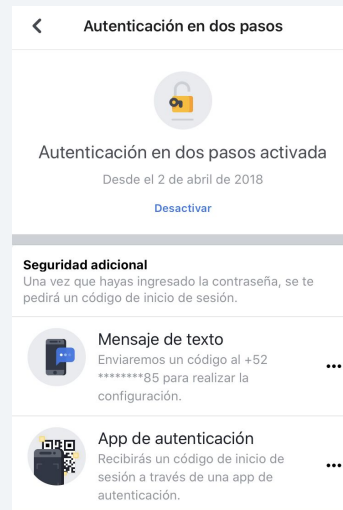 Autenticación en dos pasos
Autenticación en dos pasos activada
Desde el 2 de abril de 2018
Desactivar
Seguridad adicional
Una vez que hayas ingresado la contraseña, se te
pedirá un código de inicio de sesión.
Mensaje de texto
Enviaremos un código al +52
********85 para realizar la
configuración.
App de autenticación
Recibirás un código de inicio de
sesión a través de una app de
autenticación.